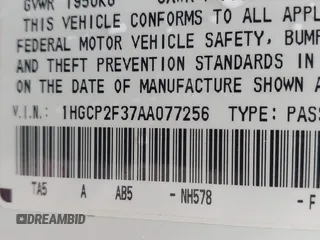 GVWR 1950KG GAWR F
THIS VEHICLE CONFORMS TO ALL APPL
FEDERAL MOTOR VEHICLE SAFETY, BUMP
AND THEFT PREVENTION STANDARDS IN
ON THE DATE OF MANUFACTURE SHOWN A
V.I.N.: 1HGCP2F37AA077256 TYPE: PASS
TA5 A AB5 - NH578 - F
DREAMBID